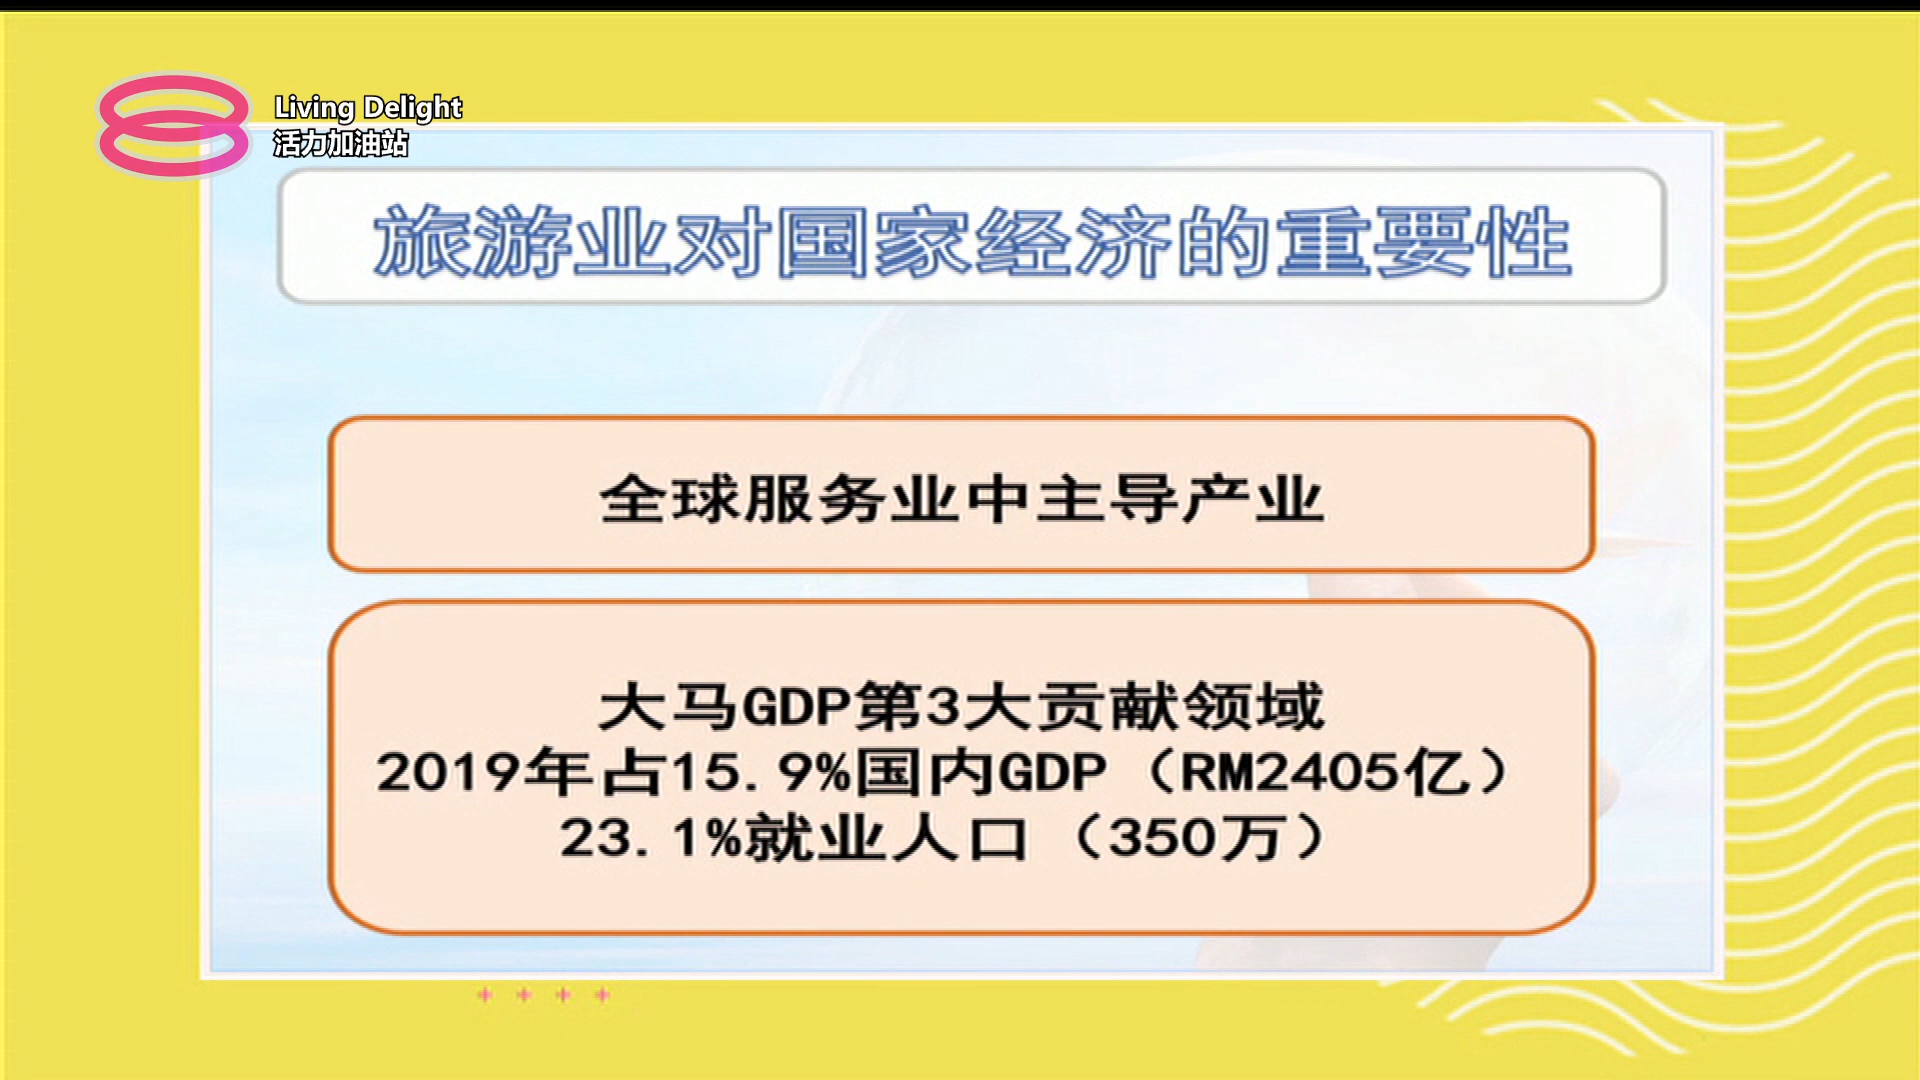 Living Delight
活力加油站
旅游业对国家经济的重要性
全球服务业中主导产业
大马GDP第3大贡献领域
2019年占15.9%国内GDP（RM2405亿）
23.1%就业人口（350万）